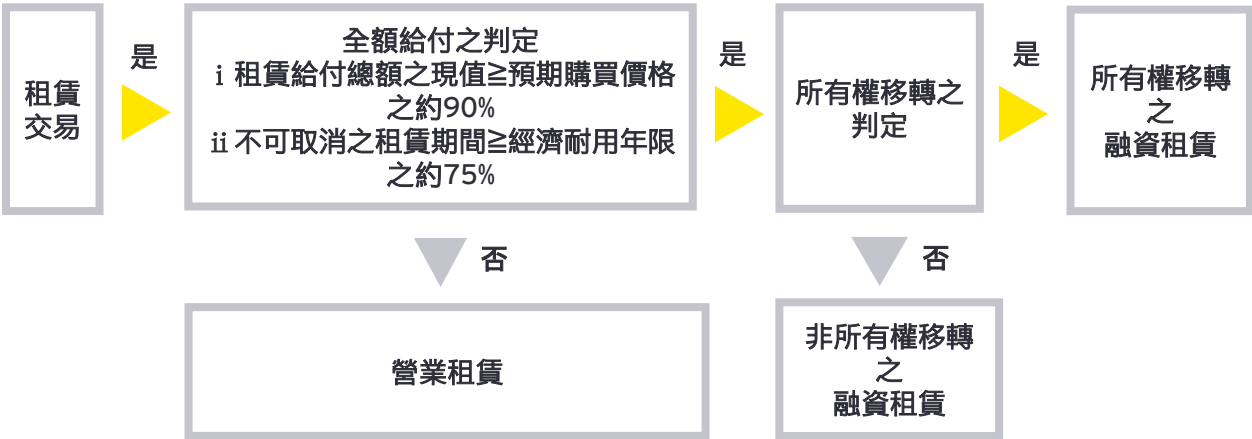 租賃
交易
是
全額給付之判定
ⅰ 租賃給付總額之現值≧預期購買價格
之約90%
ⅱ 不可取消之租賃期間≧經濟耐用年限
之約75%
是
所有權移轉之
判定
是
所有權移轉
之
融資租賃
否
營業租賃
否
非所有權移轉
之
融資租賃